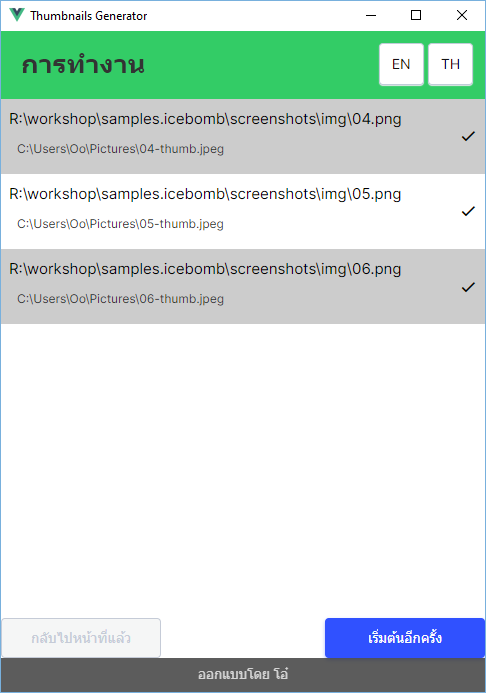 Thumbnails Generator
การทำงาน
EN TH
R:\workshop\samples.icebomb\screenshots\img\04.png
C:\Users\Oo\Pictures\04-thumb.jpeg
R:\workshop\samples.icebomb\screenshots\img\05.png
C:\Users\Oo\Pictures\05-thumb.jpeg
R:\workshop\samples.icebomb\screenshots\img\06.png
C:\Users\Oo\Pictures\06-thumb.jpeg
กลับไปหน้าที่แล้ว
เริ่มต้นอีกครั้ง
ออกแบบโดย โอ๋